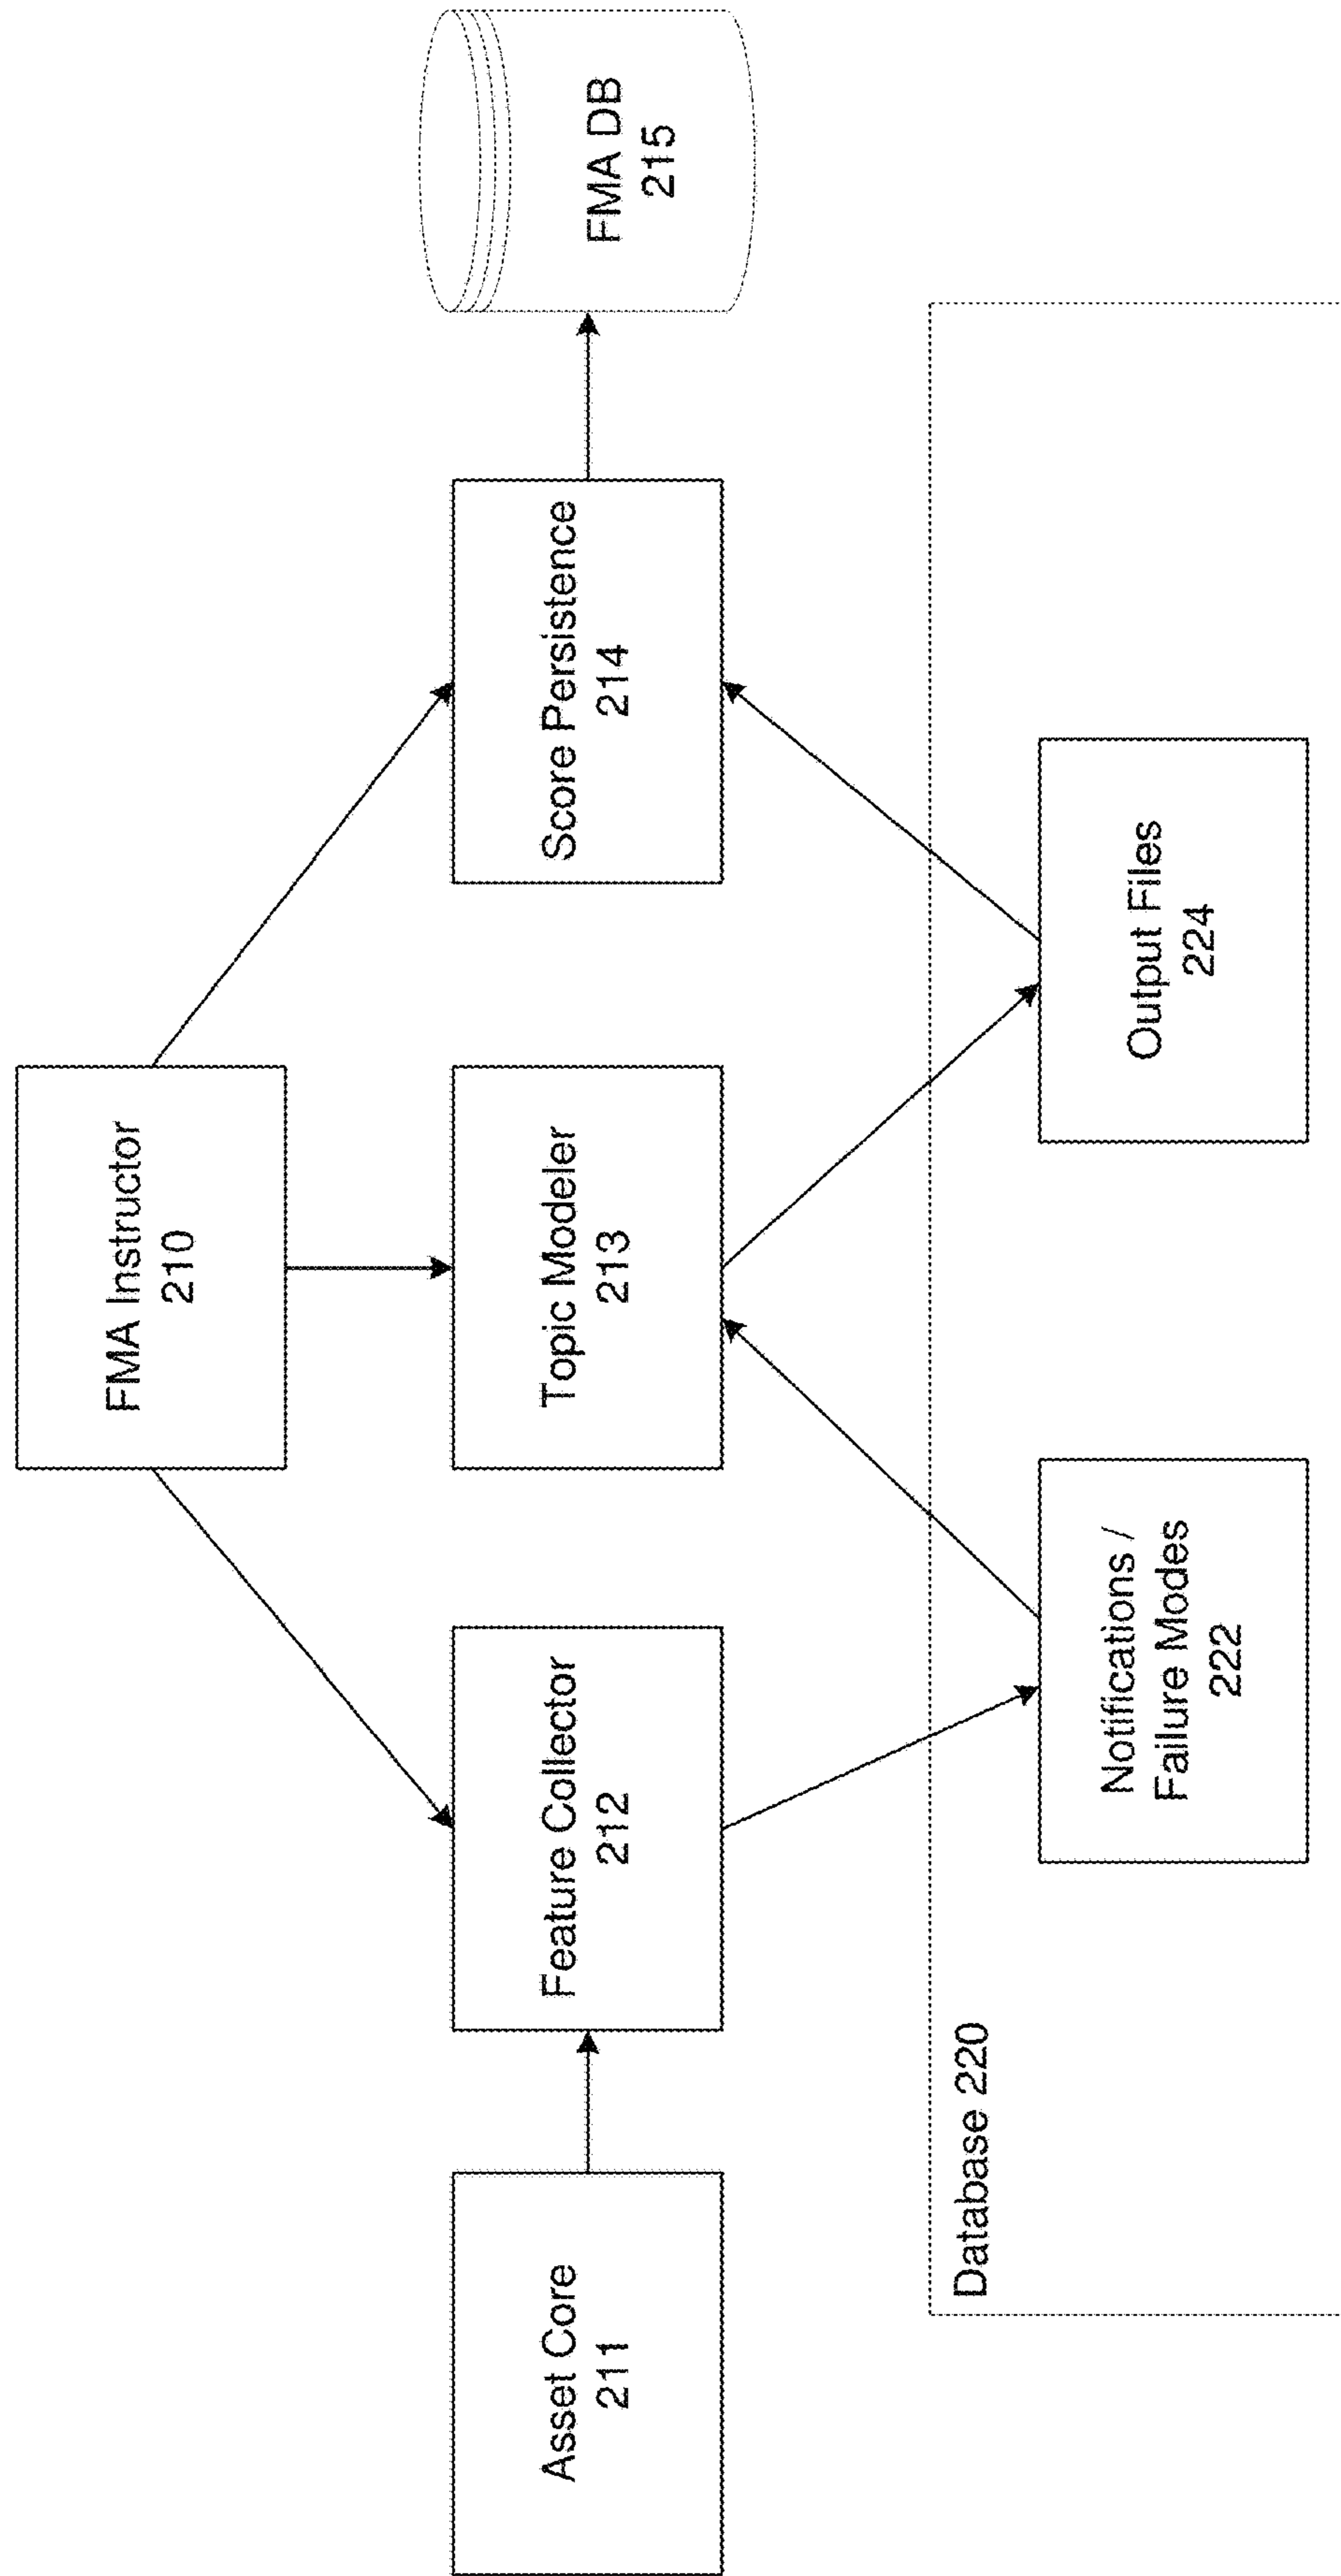 FMA Instructor
210
Asset Core
211
Feature Collector
212
Topic Modeler
213
Score Persistence
214
FMA DB
215
Database 220
Notifications /
Failure Modes
222
Output Files
224